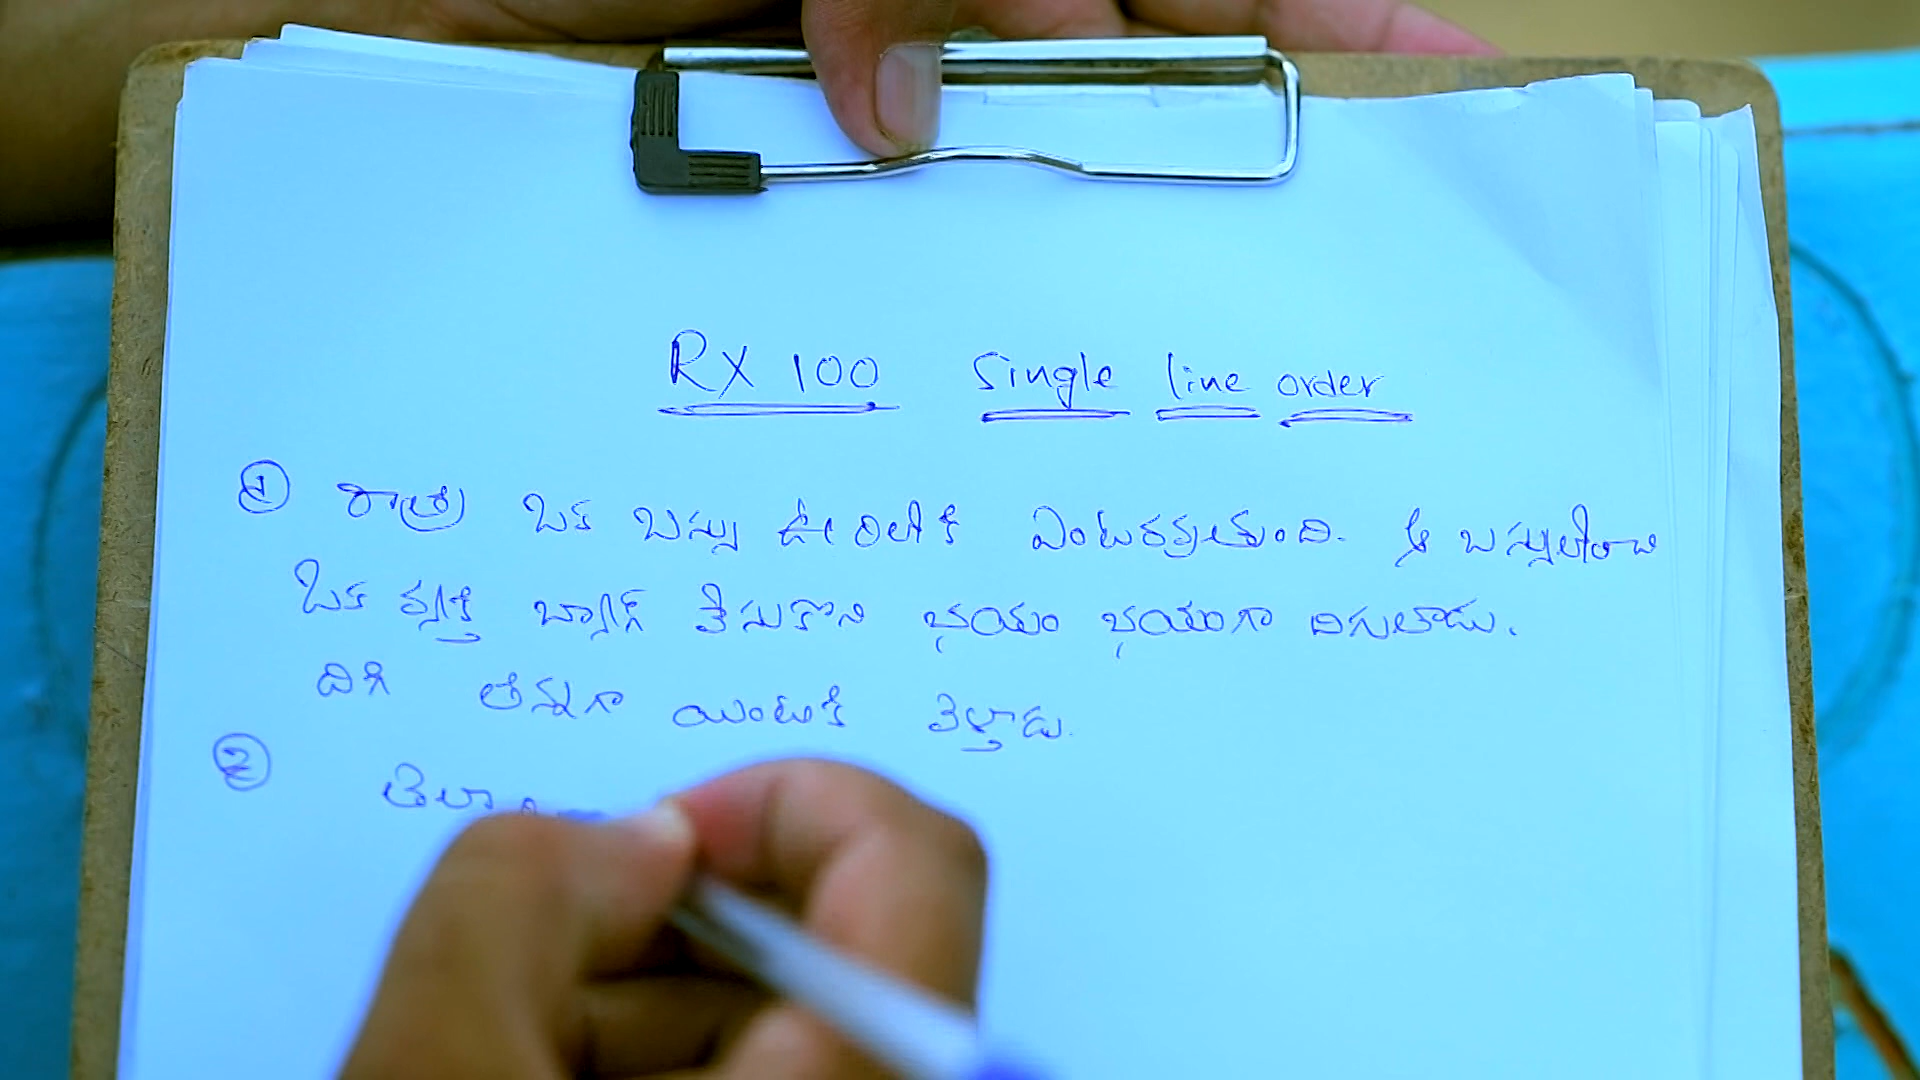 RX 100 Single line order
① రాత్రి ఒక బస్సు ఊరిలోకి ఎంటరవుతుంది. ఆ బస్సులోంచి
ఒక వ్యక్తి బ్యాగ్ తీసుకొని భయం భయంగా దిగుతాడు.
దిగి తిన్నగా యింటికి వెళ్తాడు.
②